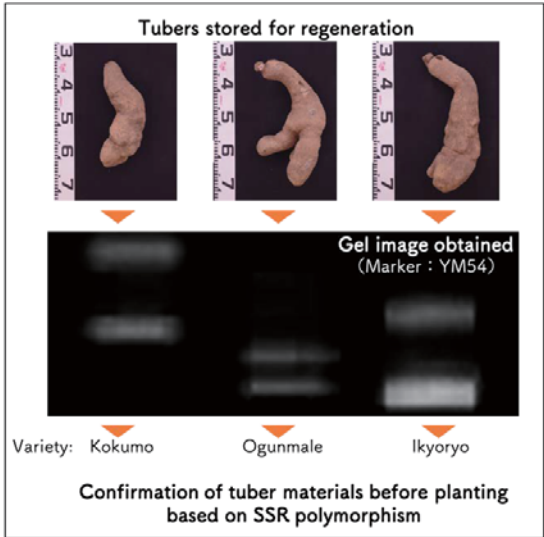 Tubers stored for regeneration
3 4 5 6 7
3 4 5 6 7
3 4 5 6 7
Gel image obtained
(Marker : YM54)
Variety: Kokumo Ogunmale Ikyoryo
Confirmation of tuber materials before planting
based on SSR polymorphism